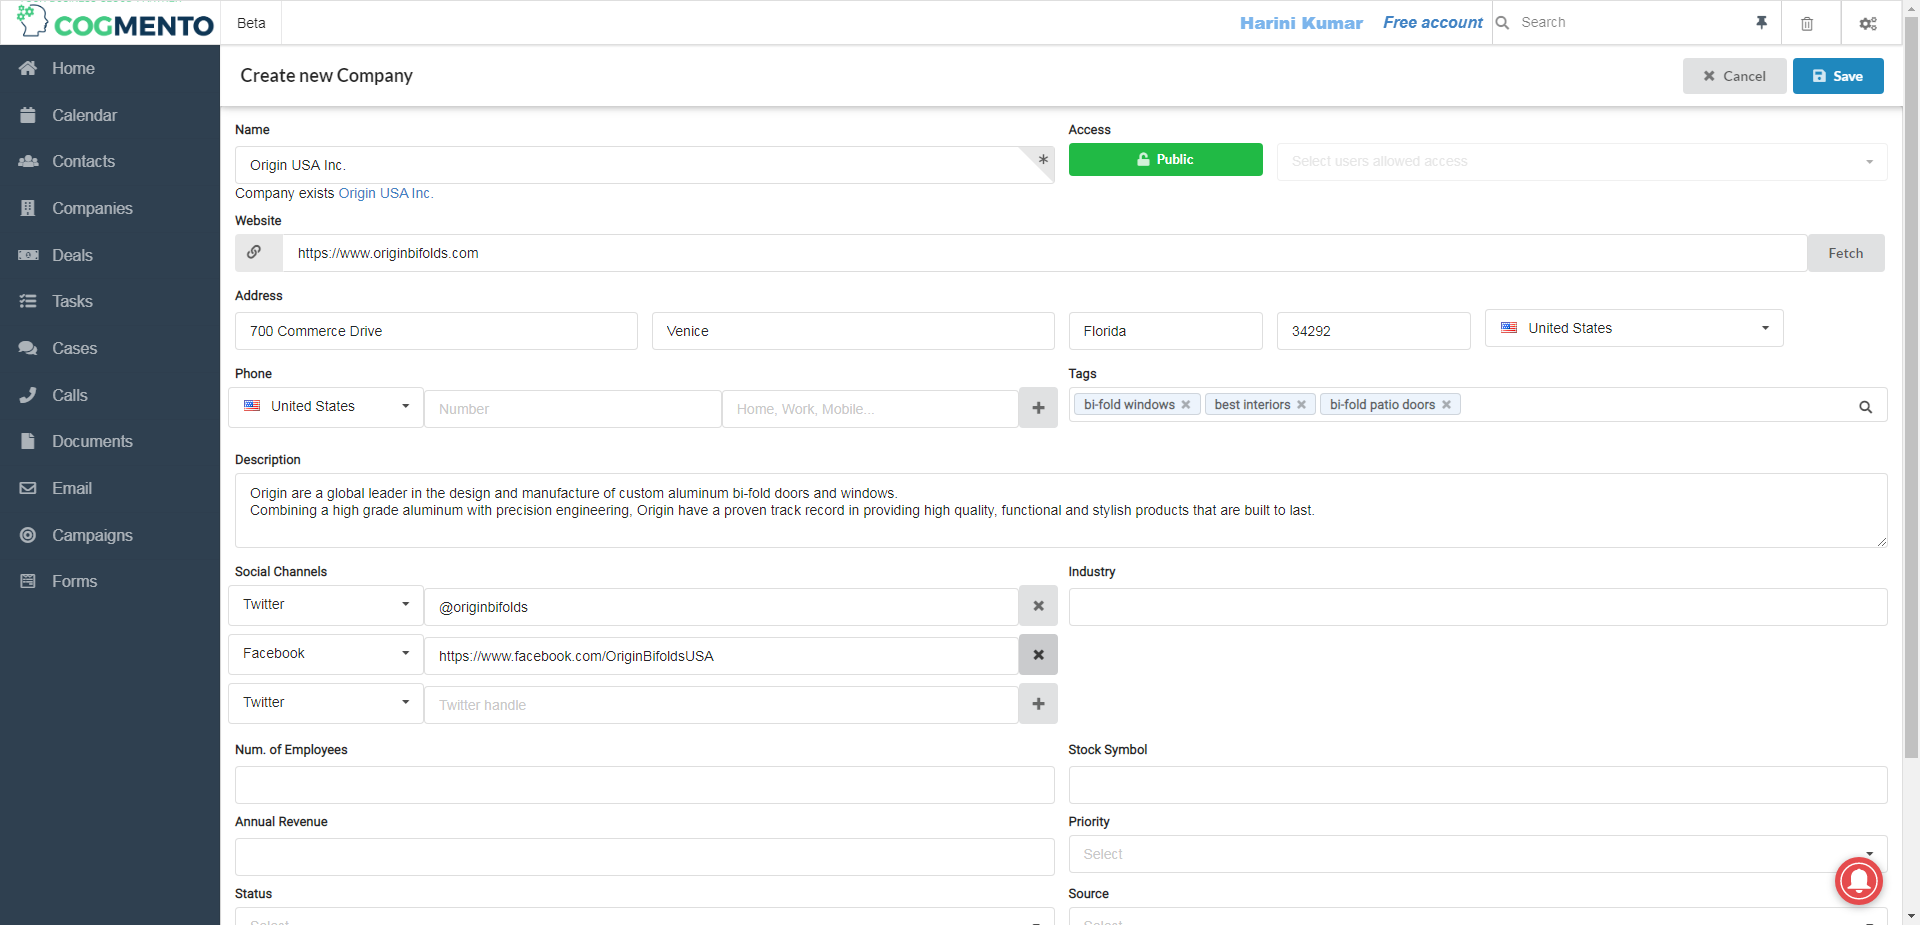 COGMENTO
Beta
Harini Kumar
Free account
Search
Home
Calendar
Contacts
Companies
Deals
Tasks
Cases
Calls
Documents
Email
Campaigns
Forms
Create new Company
Cancel
Save
Name
Access
Origin USA Inc.
*
Public
Select users allowed access
Company exists Origin USA Inc.
Website
https://www.originbifolds.com
Fetch
Address
700 Commerce Drive
Venice
Florida
34292
United States
Phone
Tags
United States
Number
Home, Work, Mobile...
bi-fold windows
best interiors
bi-fold patio doors
Description
Origin are a global leader in the design and manufacture of custom aluminum bi-fold doors and windows.
Combining a high grade aluminum with precision engineering, Origin have a proven track record in providing high quality, functional and stylish products that are built to last.
Social Channels
Industry
Twitter
@originbifolds
Facebook
https://www.facebook.com/OriginBifoldsUSA
Twitter
Twitter handle
Num. of Employees
Stock Symbol
Annual Revenue
Priority
Select
Status
Source
Select
Select